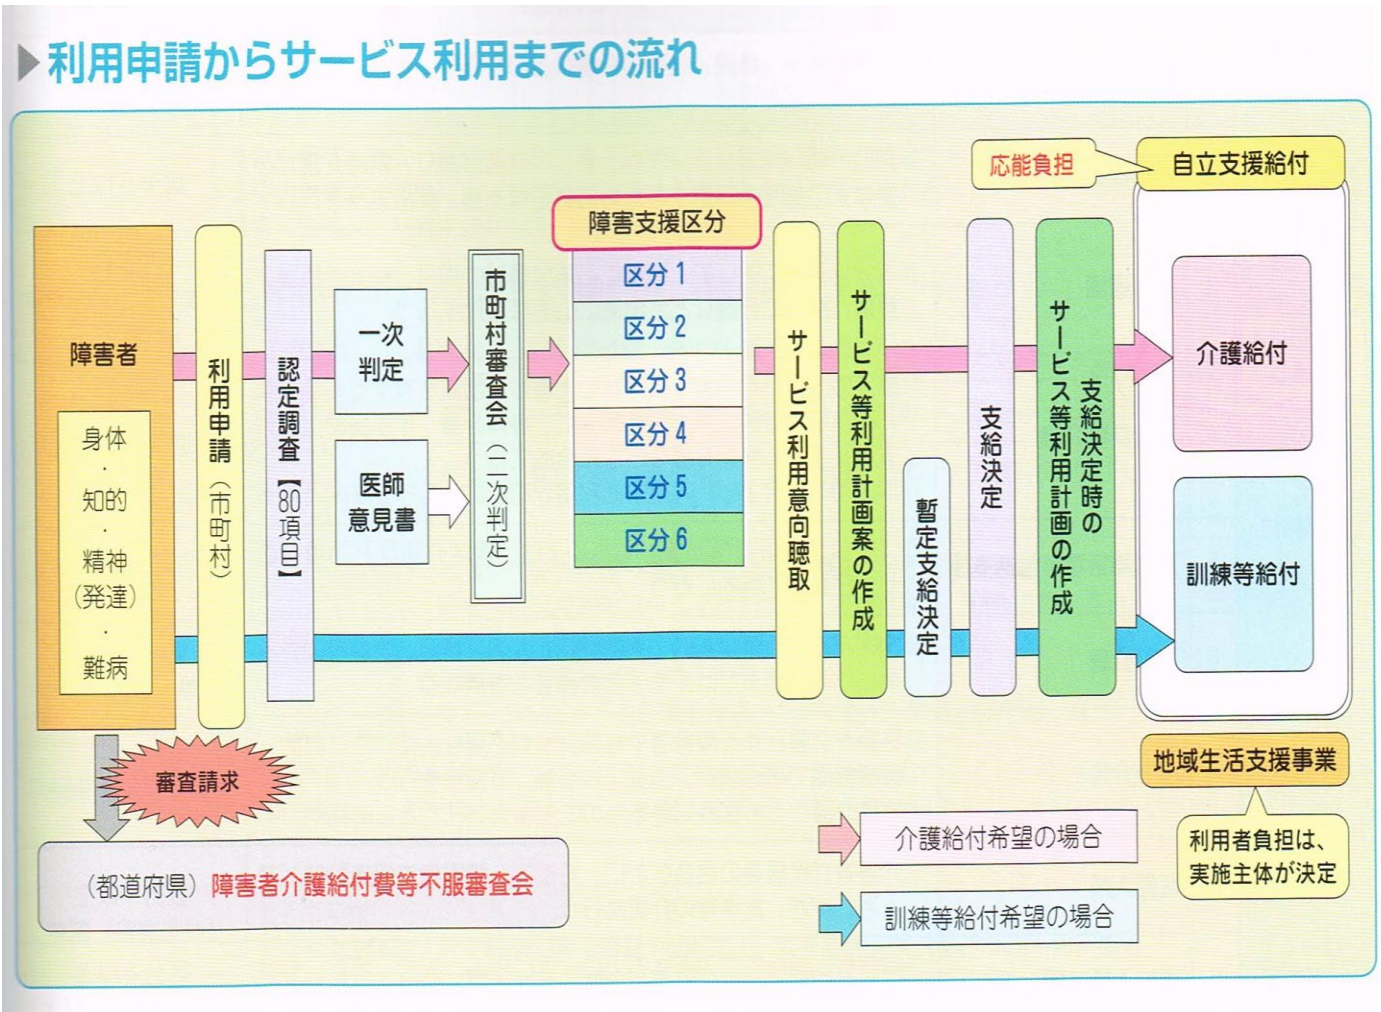 ▶利用申請からサービス利用までの流れ
応能負担
自立支援給付
障害者
身体
・
知的
・
精神
（発達）
・
難病
利用申請（市町村）
認定調査【80項目】
一次
判定
医師
意見書
市町村審査会（二次判定）
障害支援区分
区分1
区分2
区分3
区分4
区分5
区分6
サービス利用意向聴取
サービス等利用計画案の作成
暫定支給決定
支給決定
支給決定時の
サービス等利用計画の作成
介護給付
訓練等給付
審査請求
（都道府県）障害者介護給付費等不服審査会
地域生活支援事業
利用者負担は、
実施主体が決定
介護給付希望の場合
訓練等給付希望の場合